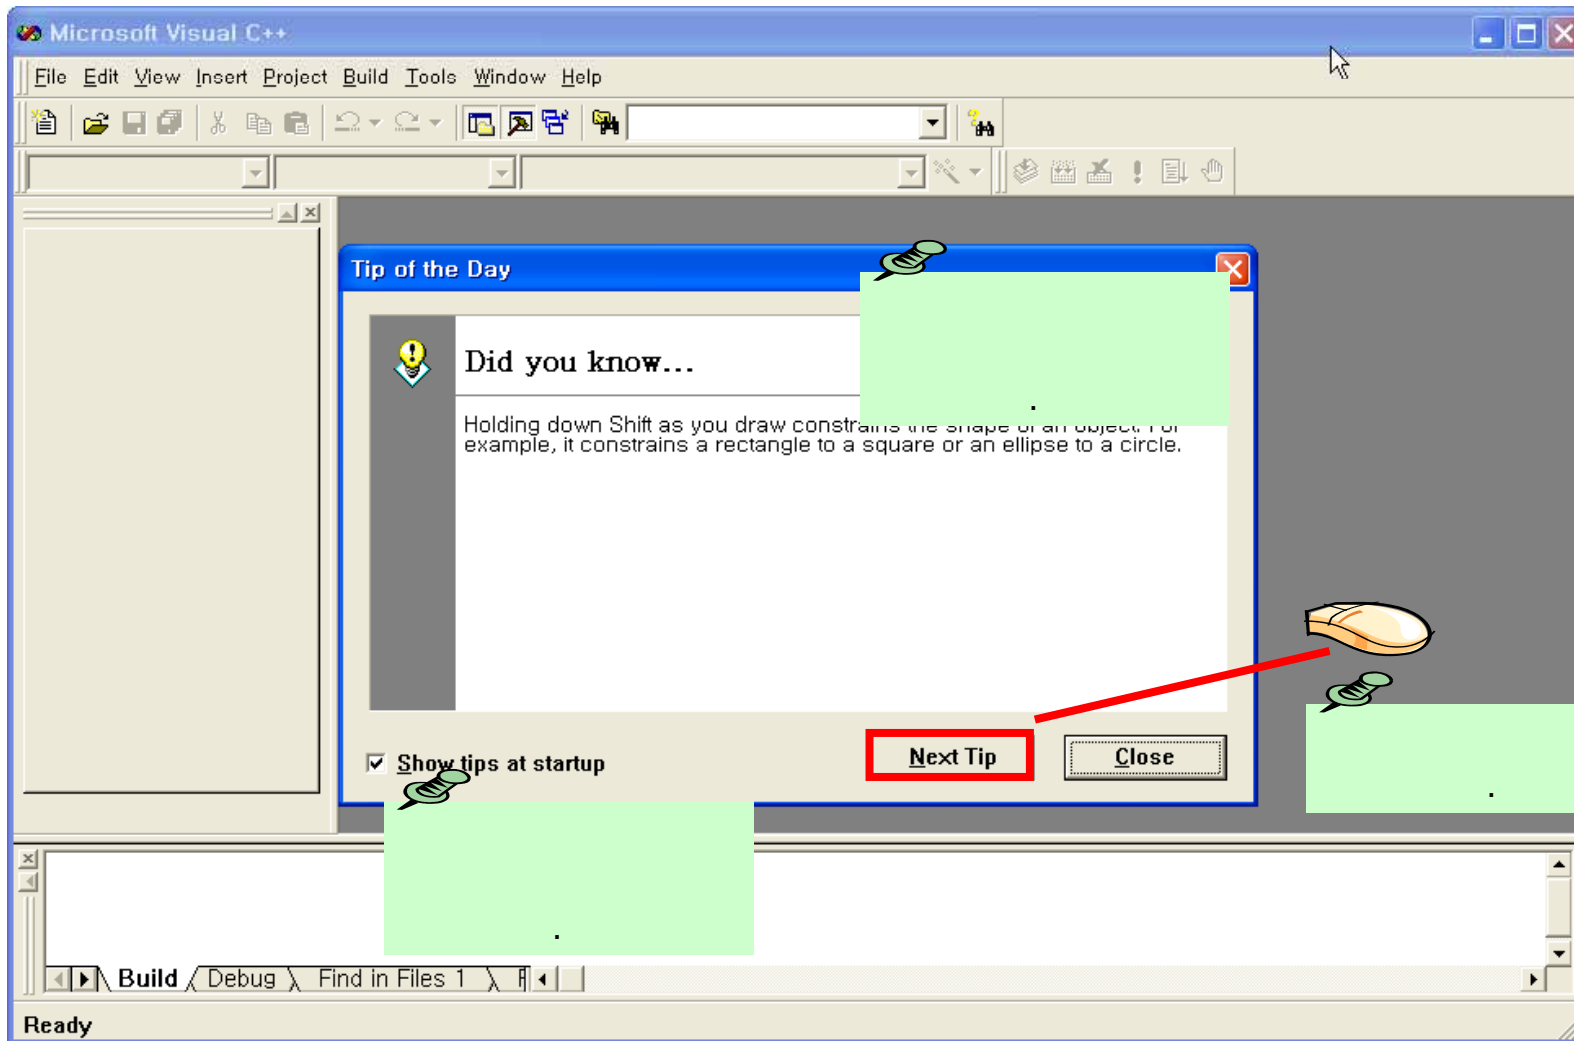 Microsoft Visual C++
File Edit View Insert Project Build Tools Window Help
Tip of the Day
Did you know...
Holding down Shift as you draw constrains the shape of an object. For
example, it constrains a rectangle to a square or an ellipse to a circle.
.
Show tips at startup
Next Tip
Close
.
.
Build Debug Find in Files 1
Ready